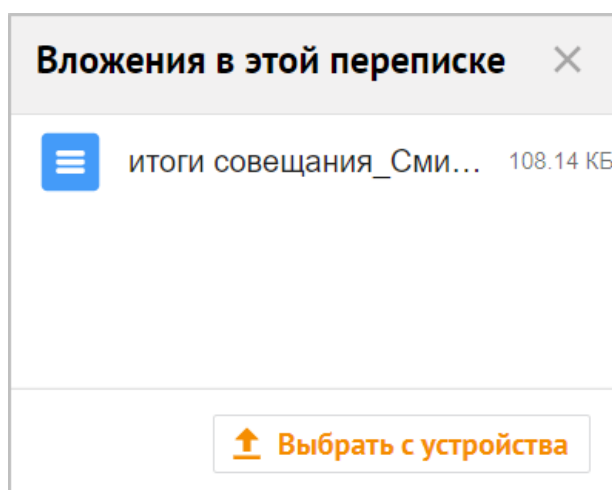 Вложения в этой переписке
итоги совещания_Сми... 108.14 КБ
Выбрать с устройства